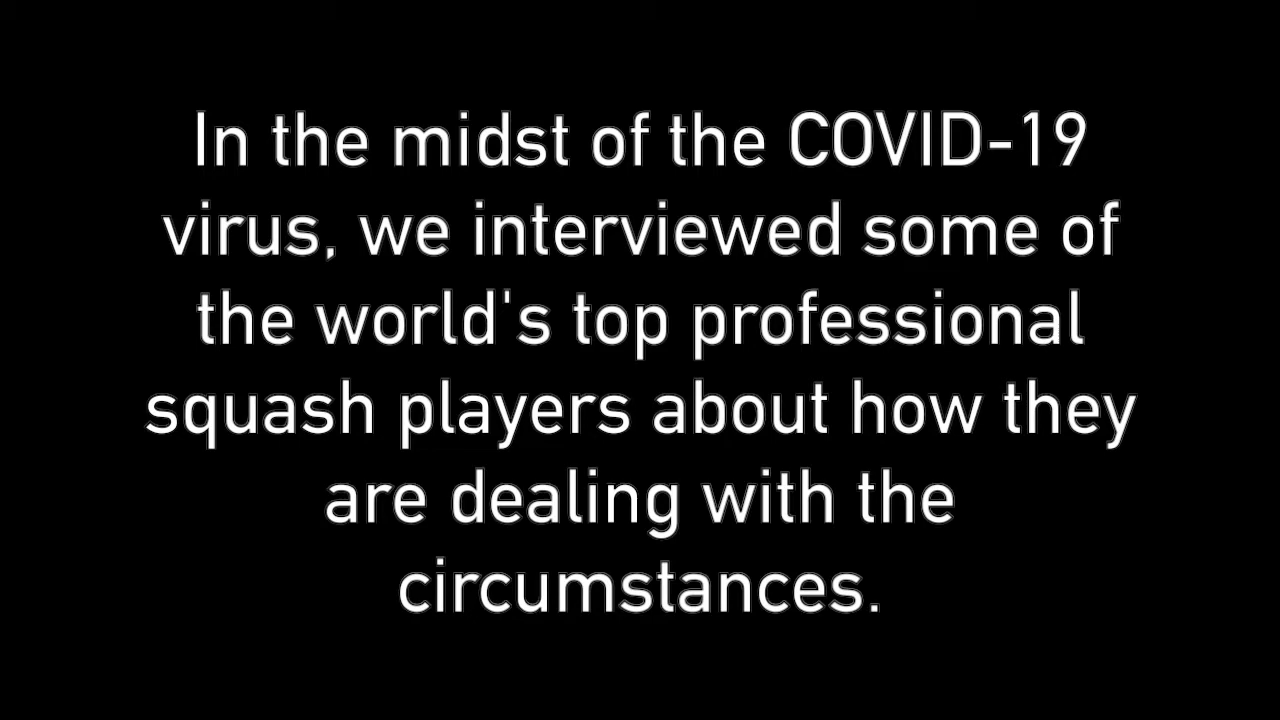 In the midst of the COVID-19
virus, we interviewed some of
the world's top professional
squash players about how they
are dealing with the
circumstances.